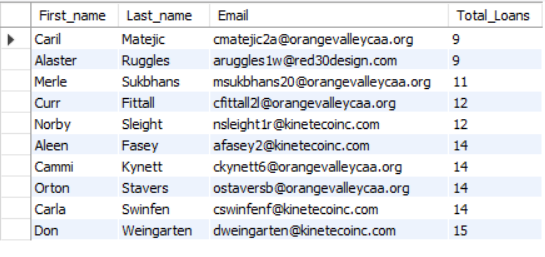 First_name Last_name Email Total_Loans
Caril Matejic cmatejic2a@orangevalleycaa.org 9
Alaster Ruggles aruggles1w@red30design.com 9
Merle Sukbhans msukbhans20@orangevalleycaa.org 11
Curr Fittall cfittall2l@orangevalleycaa.org 12
Norby Sleight nsleight1r@kinetecoinc.com 12
Aleen Fasey afasey2@kinetecoinc.com 14
Cammi Kynett ckynett6@orangevalleycaa.org 14
Orton Stavers ostaversb@orangevalleycaa.org 14
Carla Swinfen cswinfenf@kinetecoinc.com 14
Don Weingarten dweingarten@kinetecoinc.com 15